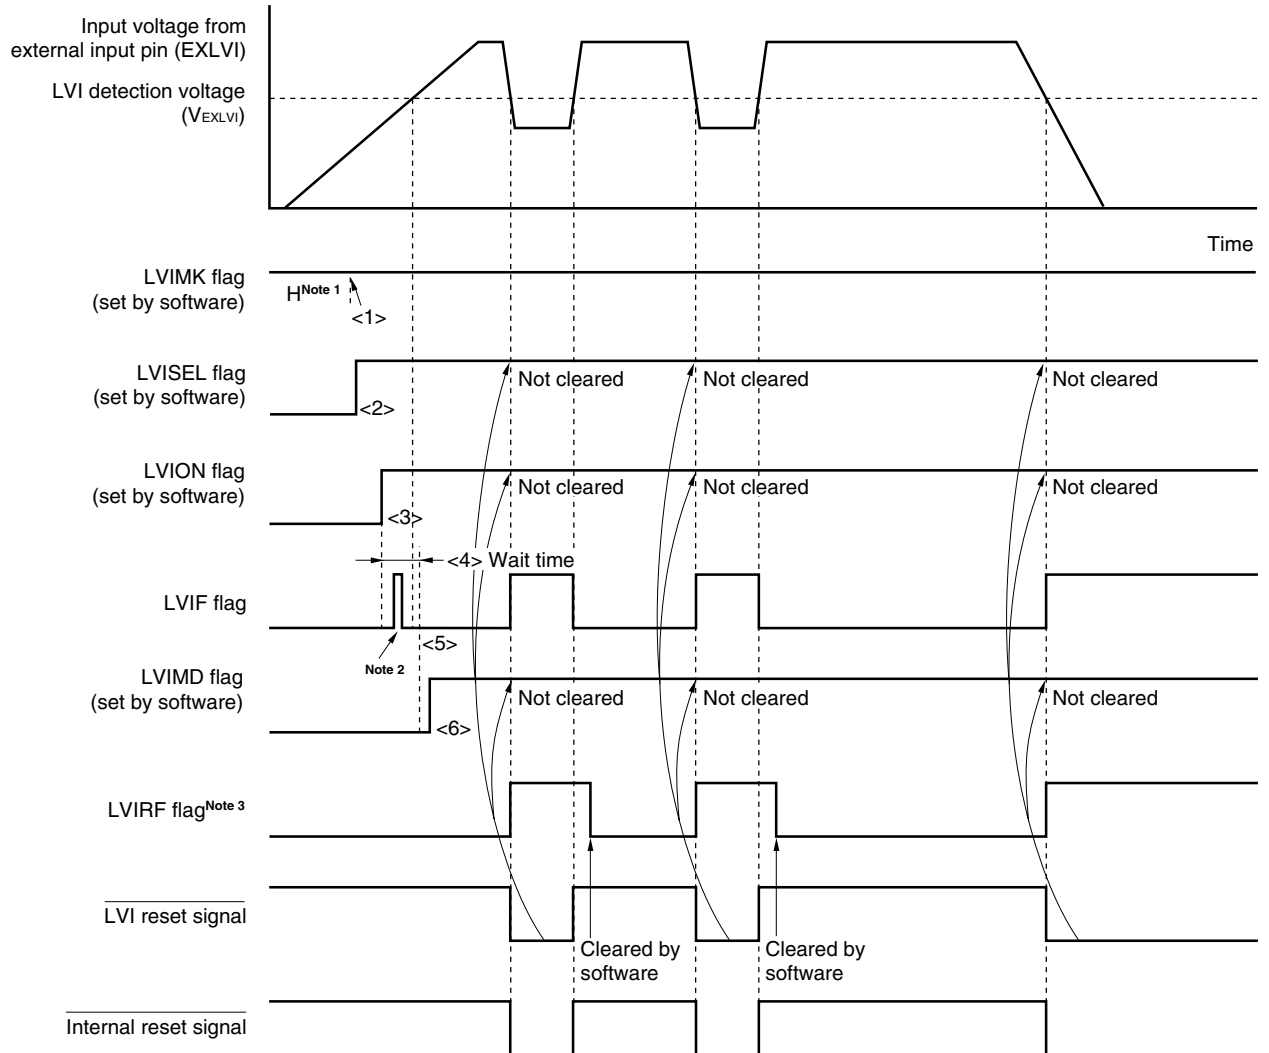 Input voltage from
external input pin (EXLVI)
LVI detection voltage
(VEXLVI)
Time
LVIMK flag
(set by software)
HNote 1
<1>
LVISEL flag
(set by software)
<2>
Not cleared
Not cleared
Not cleared
LVION flag
(set by software)
<3>
Not cleared
Not cleared
Not cleared
<4> Wait time
LVIF flag
Note 2
<5>
LVIMD flag
(set by software)
<6>
Not cleared
Not cleared
Not cleared
LVIRF flagNote 3
LVI reset signal
Cleared by
software
Cleared by
software
Internal reset signal